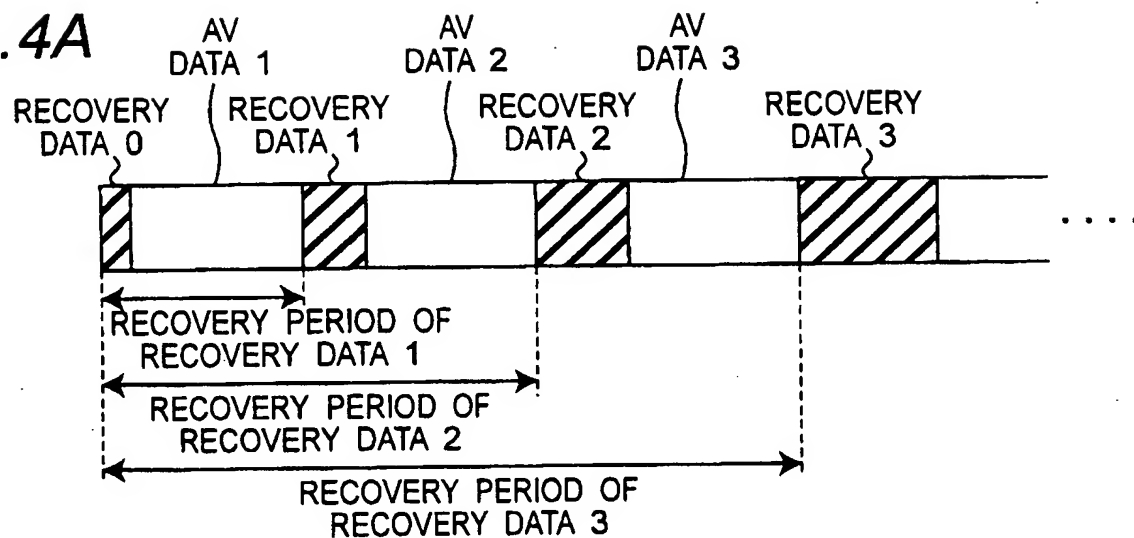 .4A
AV
DATA 1
AV
DATA 2
AV
DATA 3
RECOVERY
DATA 0
RECOVERY
DATA 1
RECOVERY
DATA 2
RECOVERY
DATA 3
....
RECOVERY PERIOD OF
RECOVERY DATA 1
RECOVERY PERIOD OF
RECOVERY DATA 2
RECOVERY PERIOD OF
RECOVERY DATA 3